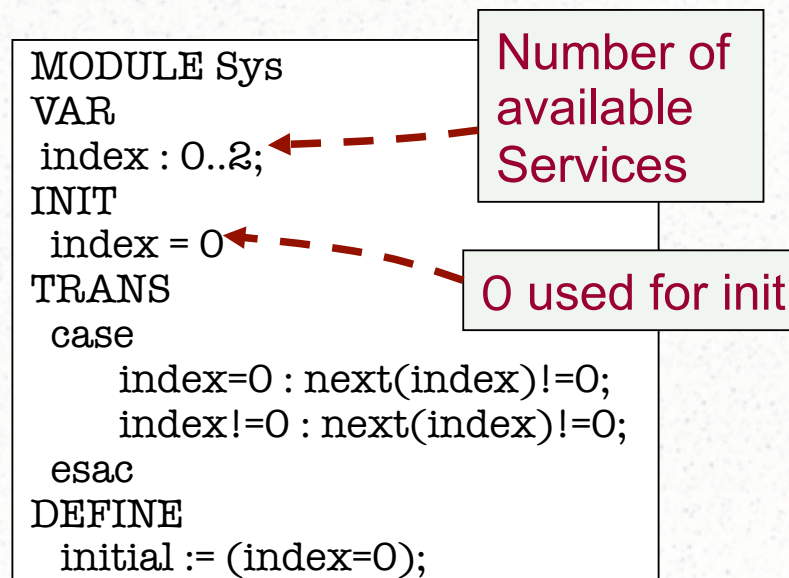 MODULE Sys
VAR
index : 0..2;
INIT
index = 0
TRANS
case
index=0 : next(index)!=0;
index!=0 : next(index)!=0;
esac
DEFINE
initial := (index=0);
Number of
available
Services
0 used for init